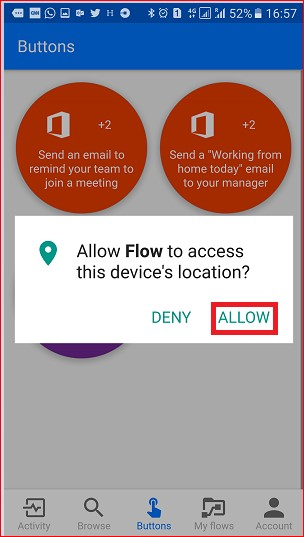 52% 16:57
Buttons
+2
Send an email to
remind your team to
join a meeting
+2
Send a "Working from
home today" email
to your manager
Allow Flow to access
this device's location?
DENY
ALLOW
Activity
Browse
Buttons
My flows
Account